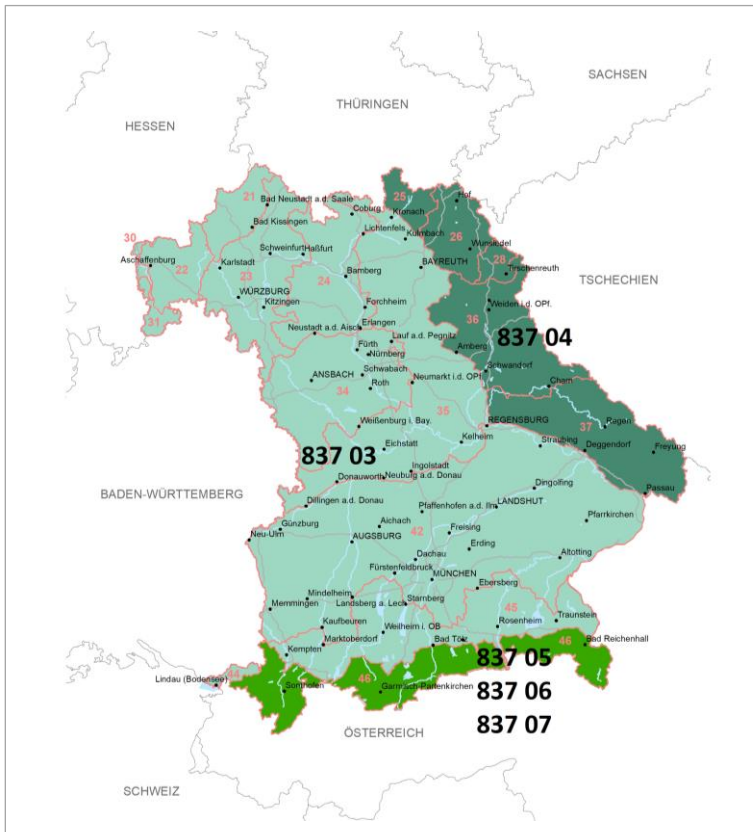 SACHSEN
THÜRINGEN
HESSEN
21
25
Hof
Bad Neustadt a.d. Saale
Coburg
Kronach
Bad Kissingen
Lichtenfels
Kulmbach
26
30
Wunsiedel
Schweinfurt
Haßfurt
28
Aschaffenburg
22
Karlstadt
23
24
BAYREUTH
Tirschenreuth
TSCHECHIEN
Bamberg
WÜRZBURG
Kitzingen
Forchheim
Weiden i.d. OPf.
31
36
Neustadt a.d. Aisch
Erlangen
Lauf a.d. Pegnitz
837 04
Fürth
Nürnberg
Amberg
ANSBACH
Schwabach
Schwandorf
34
Roth
Neumarkt i.d. OPf.
Cham
35
Weißenburg i. Bay.
REGENSBURG
37
Regen
837 03
Eichstätt
Kelheim
Straubing
Deggendorf
Freyung
Ingolstadt
Donauwörth
Neuburg a.d. Donau
Dingolfing
Passau
BADEN-WÜRTTEMBERG
Dillingen a.d. Donau
Pfaffenhofen a.d. Ilm
LANDSHUT
Günzburg
Aichach
Pfarrkirchen
Neu-Ulm
AUGSBURG
42
Freising
Erding
Dachau
Altötting
Fürstenfeldbruck
MÜNCHEN
Ebersberg
Mindelheim
Landsberg a. Lech
Starnberg
Memmingen
45
Kaufbeuren
Weilheim i. OB
Rosenheim
Traunstein
Marktoberdorf
Bad Tölz
46
Bad Reichenhall
Kempten
837 05
44
Lindau (Bodensee)
Sonthofen
46
Garmisch-Partenkirchen
837 06
837 07
ÖSTERREICH
SCHWEIZ